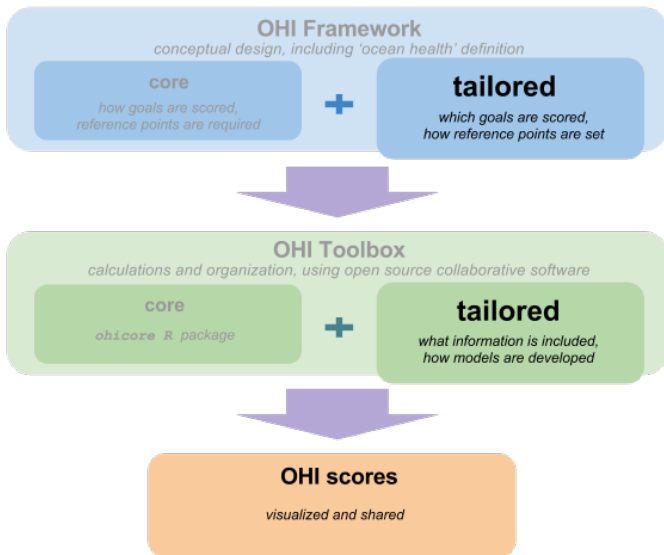 OHI Framework
conceptual design, including 'ocean health' definition
core
how goals are scored,
reference points are required
+
tailored
which goals are scored,
how reference points are set
OHI Toolbox
calculations and organization, using open source collaborative software
core
ohicore R package
+
tailored
what information is included,
how models are developed
OHI scores
visualized and shared